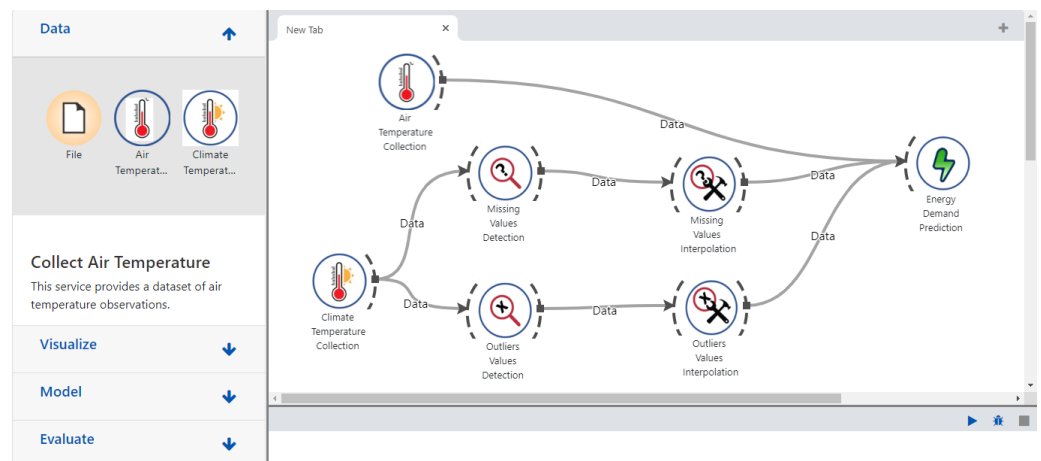 Data
File
Air
Temperat...
Climate
Temperat...
Collect Air Temperature
This service provides a dataset of air
temperature observations.
Visualize
Model
Evaluate
New Tab
Air
Temperature
Collection
Data
Missing
Values
Detection
Data
Missing
Values
Interpolation
Data
Energy
Demand
Prediction
Data
Data
Climate
Temperature
Collection
Data
Outliers
Values
Detection
Data
Outliers
Values
Interpolation